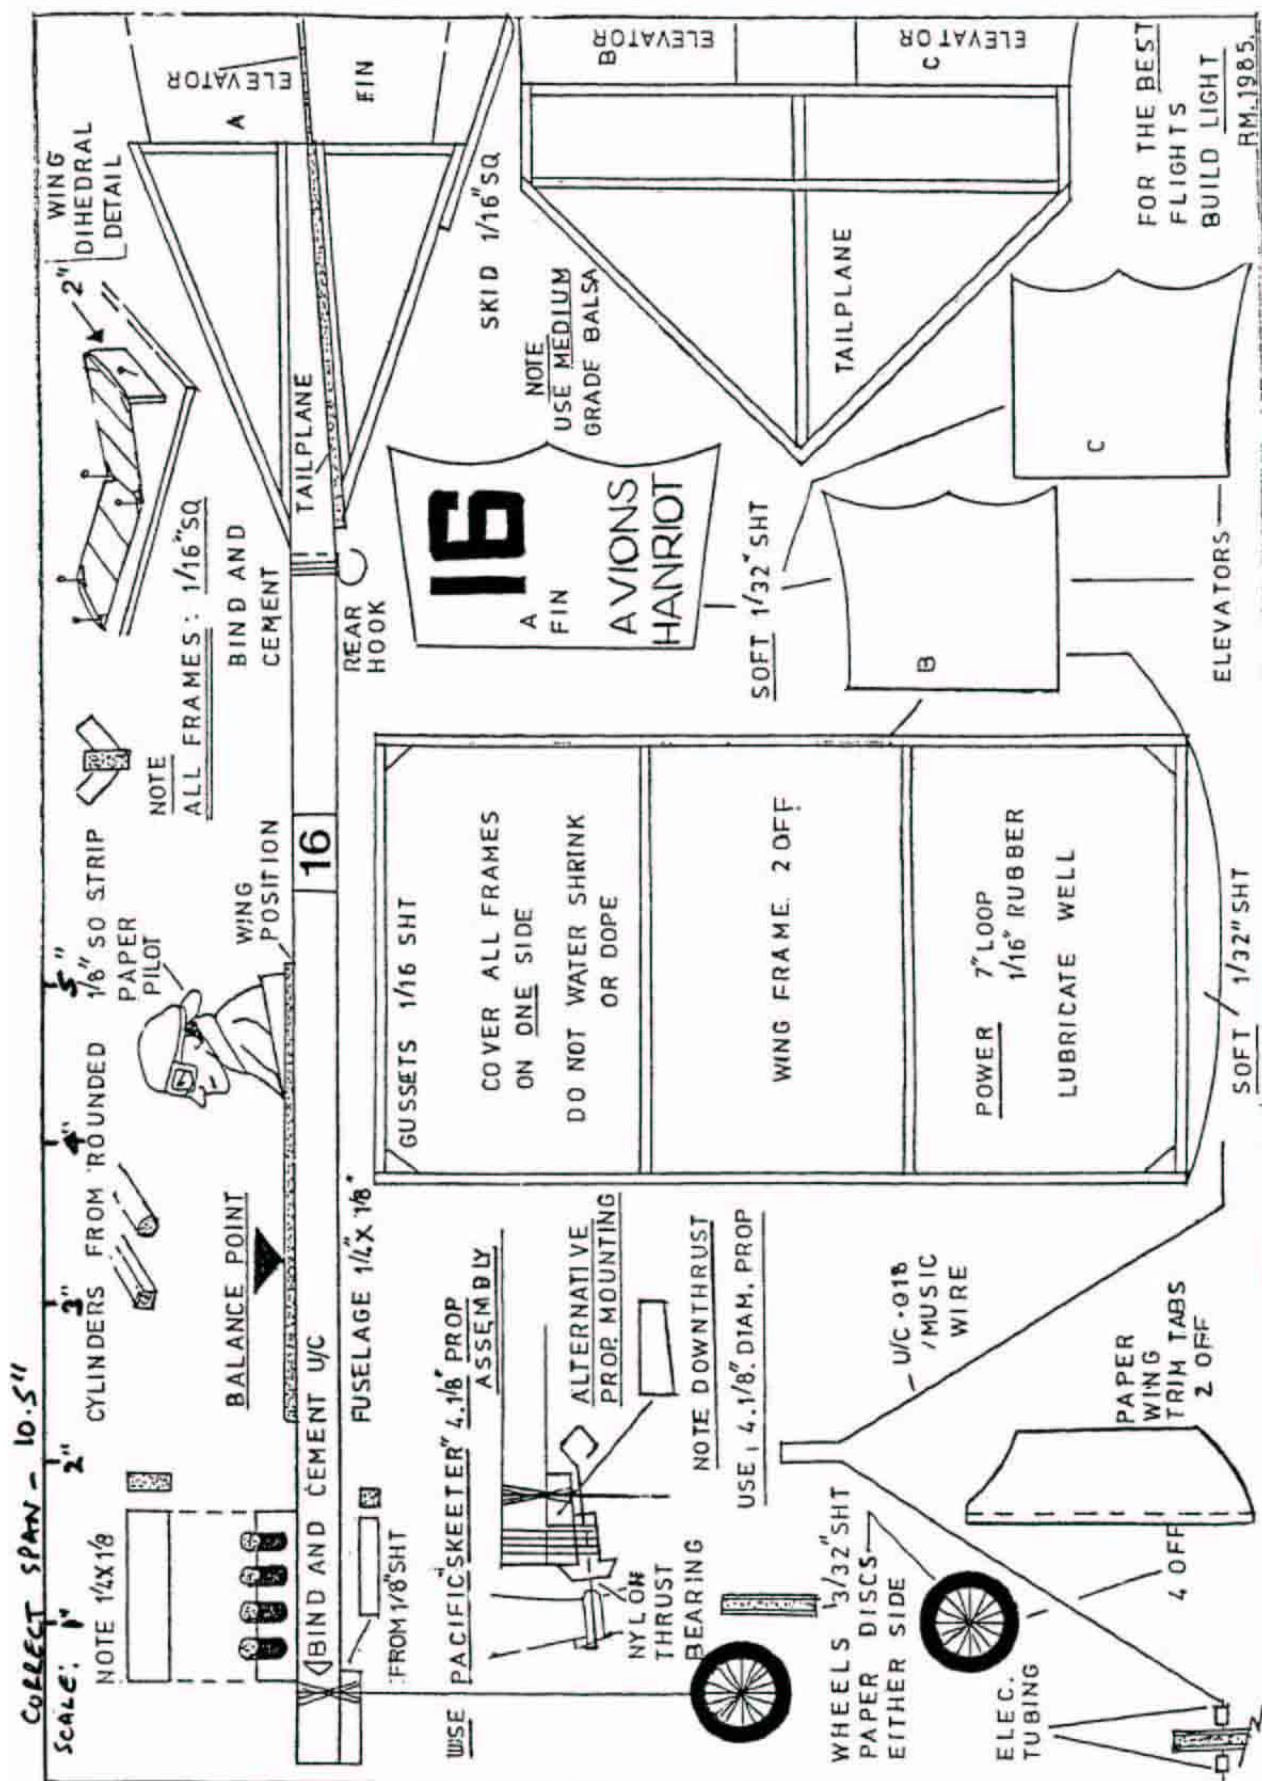 CORRECT SPAN - 10.5"
SCALE: 1" 2" 3" 4" 5"
NOTE 1/4 X 1/8
CYLINDERS FROM ROUNDED 1/8" SQ STRIP
PAPER
PILOT
BALANCE POINT
WING
POSITION
NOTE
ALL FRAMES: 1/16" SQ
2"
WING
DIHEDRAL
DETAIL
BIND AND CEMENT U/C
16
BIND AND
CEMENT
TAILPLANE
A
ELEVATOR
FIN
FROM 1/8" SHT
FUSELAGE 1/4" X 1/8"
REAR
HOOK
SKID 1/16" SQ
USE PACIFIC "SKEETER" 4.1/8" PROP
ASSEMBLY
ALTERNATIVE
PROP. MOUNTING
NYLON
THRUST
BEARING
NOTE DOWNTHRUST
USE 4.1/8" DIAM. PROP
GUSSETS 1/16 SHT
COVER ALL FRAMES
ON ONE SIDE
DO NOT WATER SHRINK
OR DOPE
WING FRAME 2 OFF
POWER 7" LOOP
1/16" RUBBER
LUBRICATE WELL
SOFT 1/32" SHT
16
A
FIN
AVIONS
HANRIOT
NOTE
USE MEDIUM
GRADE BALSA
SOFT 1/32" SHT
B
C
ELEVATORS
TAILPLANE
B
ELEVATOR
C
ELEVATOR
WHEELS 3/32" SHT
PAPER DISCS
EITHER SIDE
4 OFF
ELEC.
TUBING
U/C .018
MUSIC
WIRE
PAPER
WING
TRIM TABS
2 OFF
FOR THE BEST
FLIGHTS
BUILD LIGHT
RM. 1985.